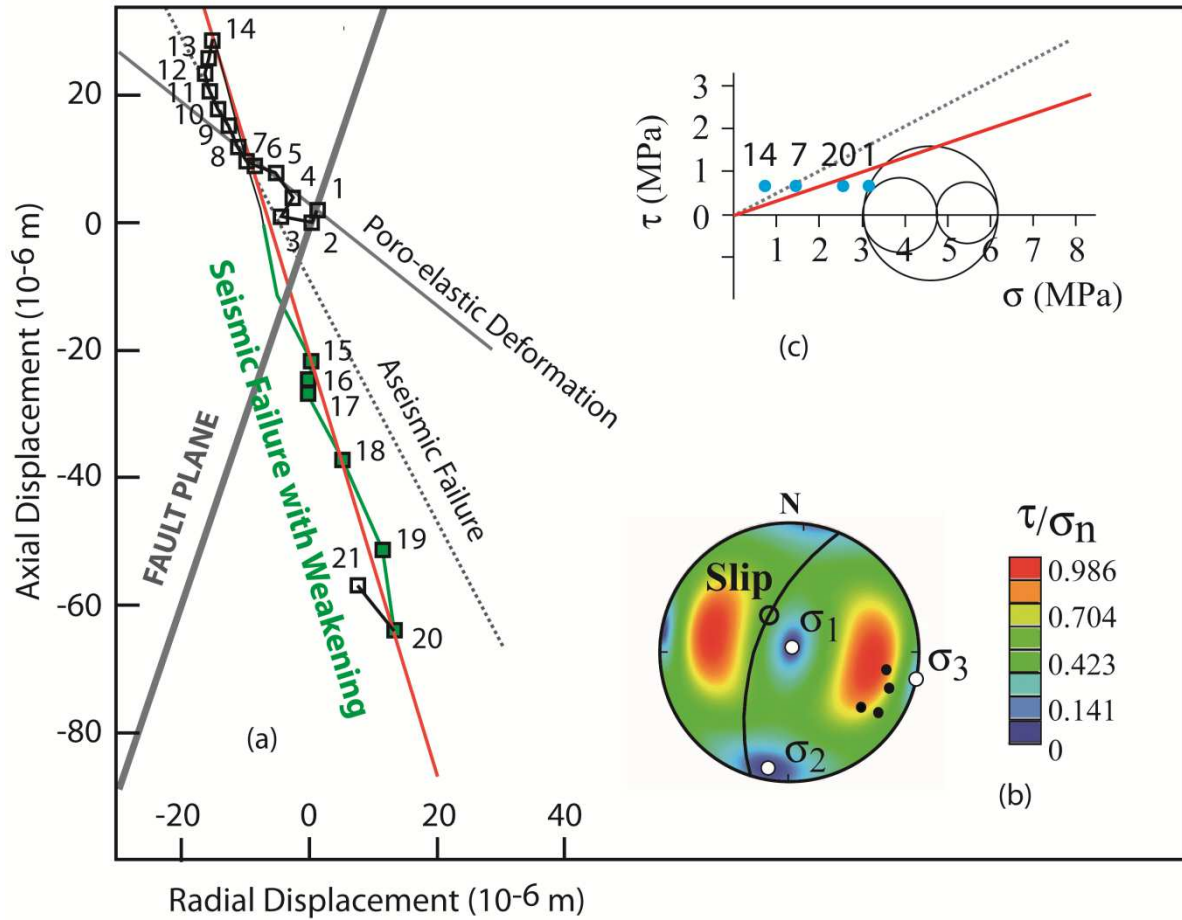 14
13
12
11
10
9
8
7 6
5
4
1
3
2
20
0
-20
-40
-60
-80
Axial Displacement (10-6 m)
Poro-elastic Deformation
Aseismic Failure
Seismic Failure with Weakening
FAULT PLANE
15
16
17
18
19
21
20
(a)
-20
0
20
40
Radial Displacement (10-6 m)
3
2
1
0
τ (MPa)
14 7 20 1
1 2 3 4 5 6 7 8
σ (MPa)
(c)
N
Slip
σ1
σ3
σ2
τ/σn
0.986
0.704
0.423
0.141
0
(b)